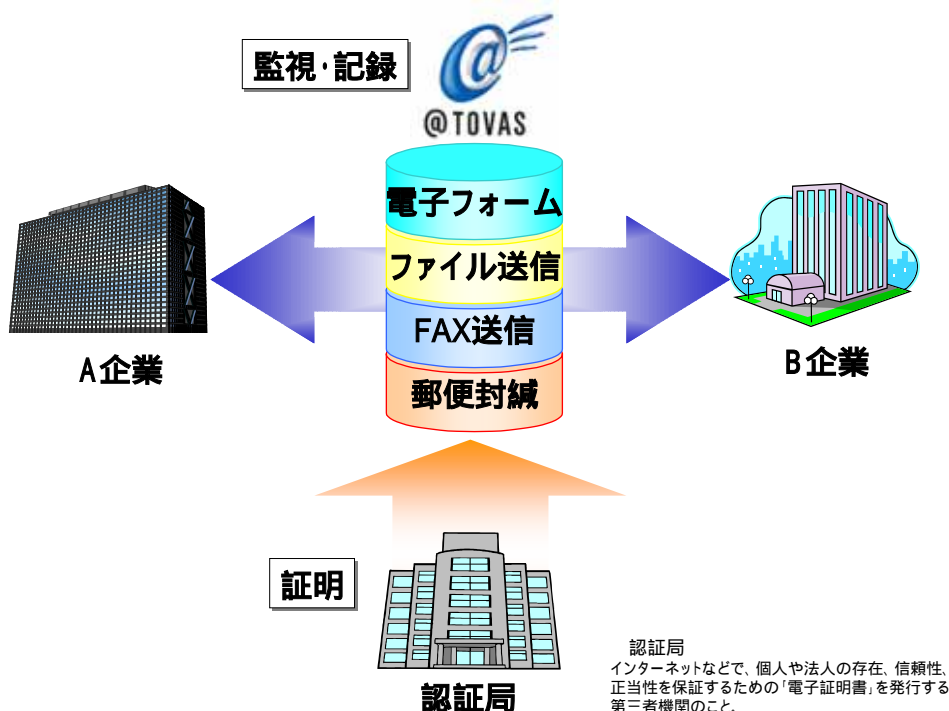 監視・記録
@TOVAS
電子フォーム
ファイル送信
FAX送信
郵便封緘
A企業
B企業
証明
認証局
認証局
インターネットなどで、個人や法人の存在、信頼性、
正当性を保証するための「電子証明書」を発行する
第三者機関のこと。